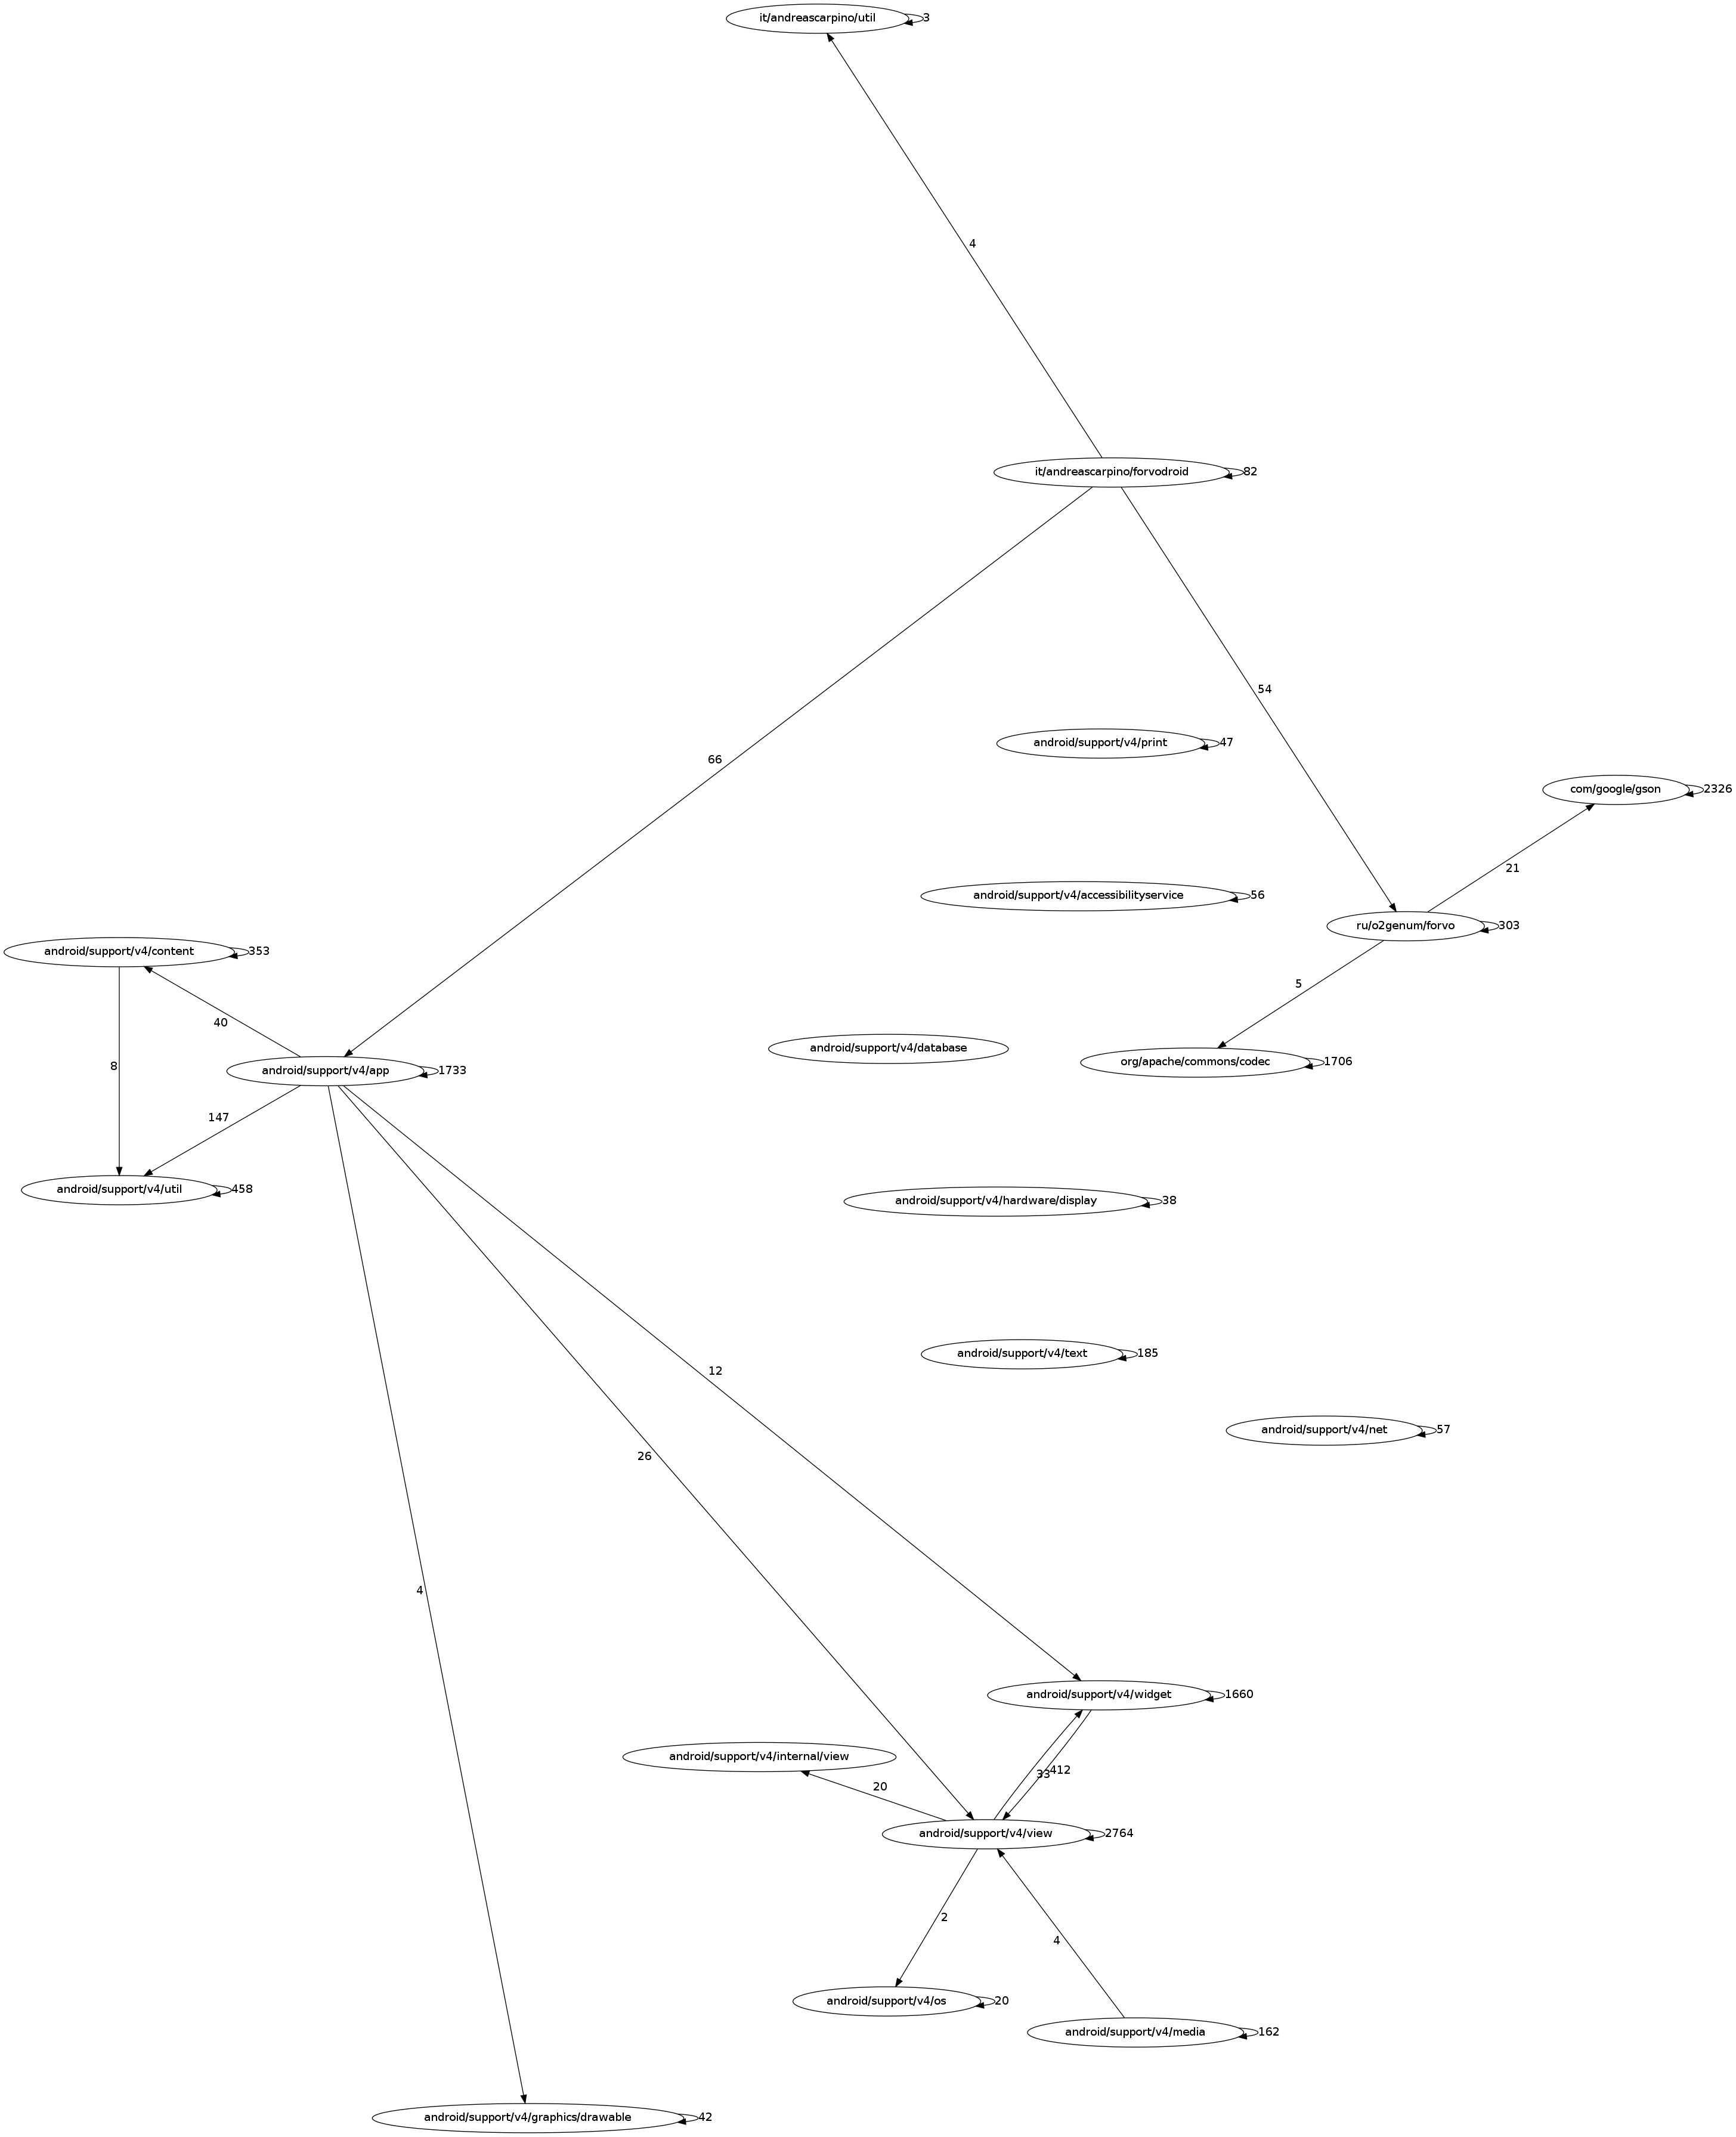 it/andreascarpino/util
3
4
it/andreascarpino/forvodroid
82
54
66
android/support/v4/print
47
com/google/gson
2326
21
android/support/v4/accessibilityservice
56
ru/o2genum/forvo
303
android/support/v4/content
353
5
40
android/support/v4/database
org/apache/commons/codec
1706
8
android/support/v4/app
1733
147
android/support/v4/util
458
android/support/v4/hardware/display
38
android/support/v4/text
185
12
android/support/v4/net
57
26
4
android/support/v4/widget
1660
android/support/v4/internal/view
33
412
20
android/support/v4/view
2764
2
4
android/support/v4/os
20
android/support/v4/media
162
android/support/v4/graphics/drawable
42